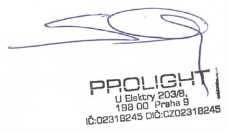 PROLIGHT
U Elektry 203/8,
198 00 Praha 9
IČ:02318245 DIČ:CZ02318245